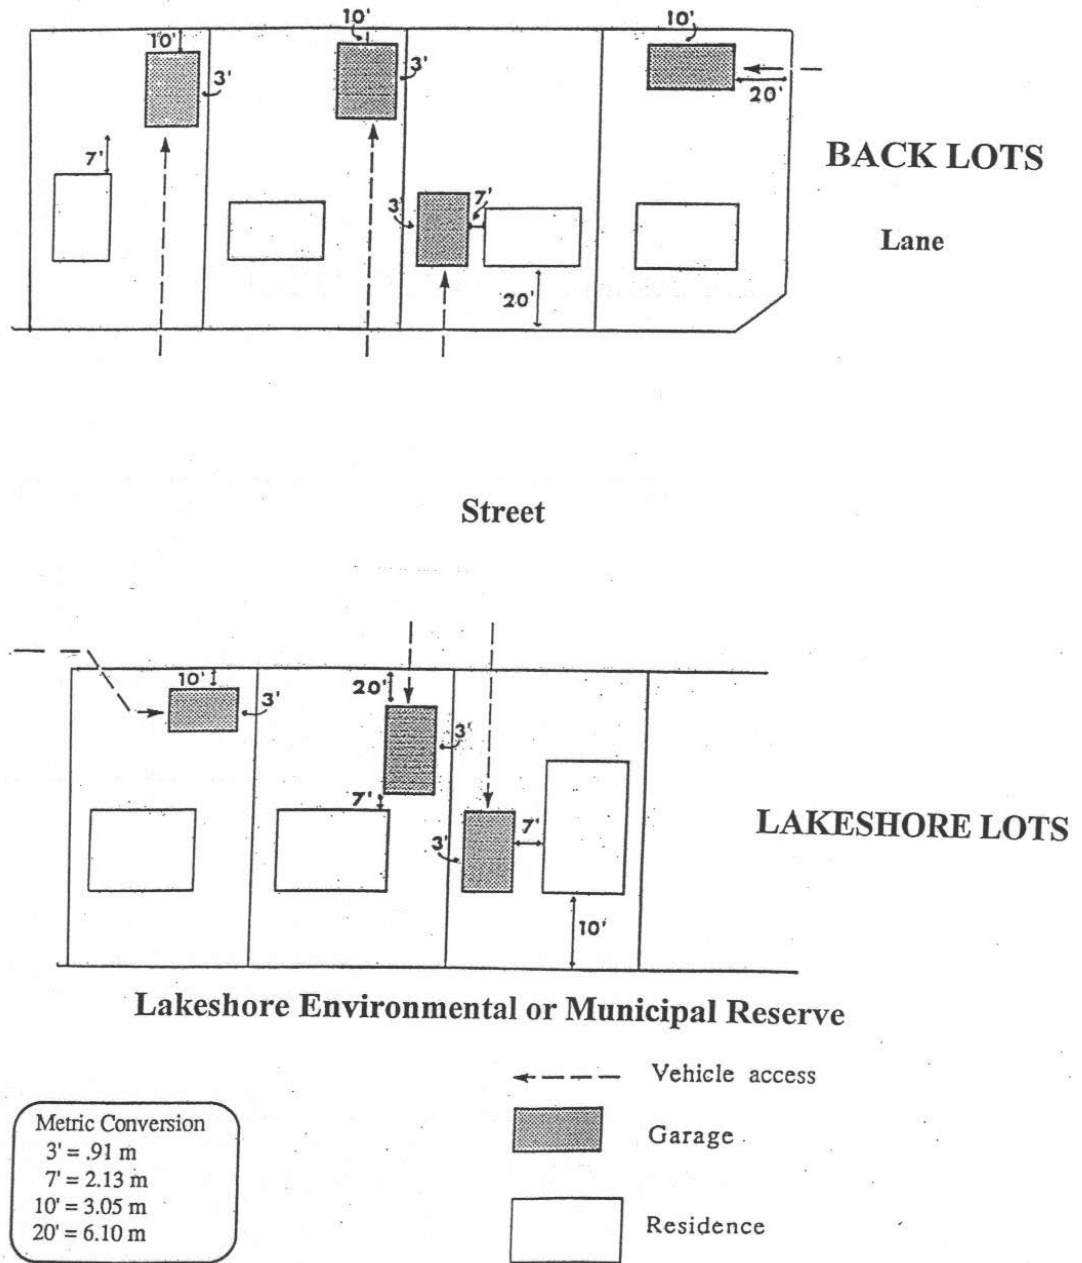 10'
10'
10'
10'
3'
3'
20'
7'
BACK LOTS
3'
7'
Lane
20'
Street
10'
20'
3'
3'
7'
3'
7'
LAKESHORE LOTS
10'
Lakeshore Environmental or Municipal Reserve
Vehicle access
Garage
Residence
Metric Conversion
3' = .91 m
7' = 2.13 m
10' = 3.05 m
20' = 6.10 m